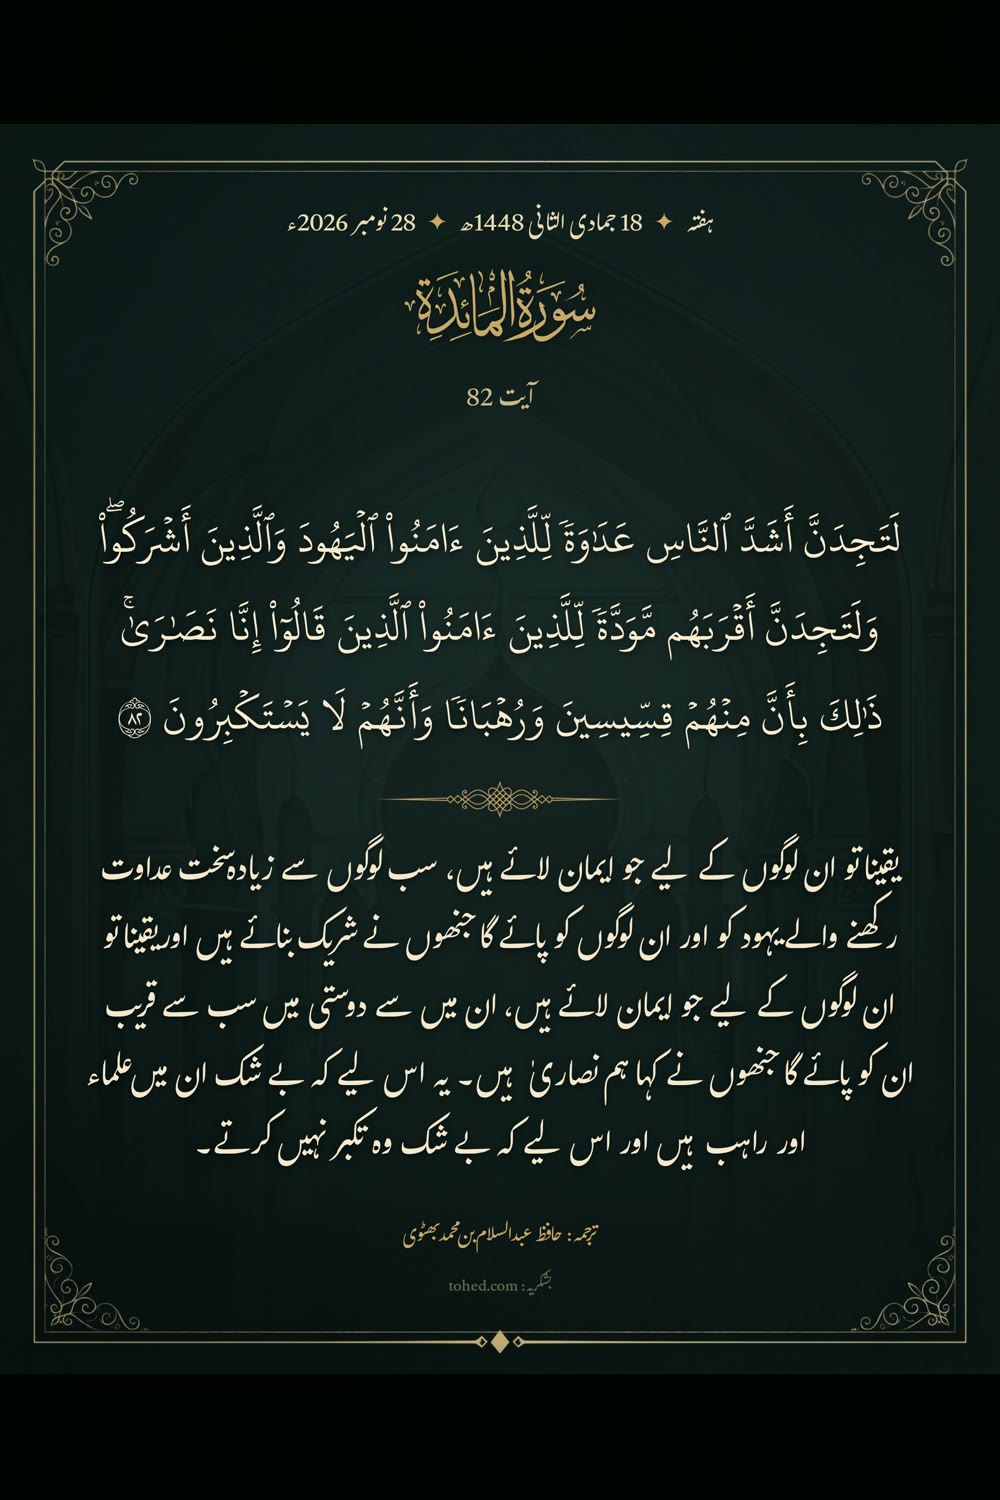 ہفتہ ✦ 18 جمادی الثانی 1448ھ ✦ 28 نومبر 2026ء
سُورَةُ الْمَائِدَةِ
آیت 82
لَتَجِدَنَّ أَشَدَّ ٱلنَّاسِ عَدَٰوَةٗ لِّلَّذِينَ ءَامَنُواْ ٱلۡيَهُودَ وَٱلَّذِينَ أَشۡرَكُواْۖ
وَلَتَجِدَنَّ أَقۡرَبَهُم مَّوَدَّةٗ لِّلَّذِينَ ءَامَنُواْ ٱلَّذِينَ قَالُوٓاْ إِنَّا نَصَٰرَىٰۚ
ذَٰلِكَ بِأَنَّ مِنۡهُمۡ قِسِّيسِينَ وَرُهۡبَانٗا وَأَنَّهُمۡ لَا يَسۡتَكۡبِرُونَ ٨٢
یقینا تو ان لوگوں کے لیے جو ایمان لائے ہیں، سب لوگوں سے زیادہ سخت عداوت
رکھنے والے یہود کو اور ان لوگوں کو پائے گا جنھوں نے شریک بنائے ہیں اور یقینا تو
ان لوگوں کے لیے جو ایمان لائے ہیں، ان میں سے دوستی میں سب سے قریب
ان کو پائے گا جنھوں نے کہا ہم نصاریٰ ہیں۔ یہ اس لیے کہ بے شک ان میں علماء
اور راہب ہیں اور اس لیے کہ بے شک وہ تکبر نہیں کرتے۔
ترجمہ: حافظ عبدالسلام بن محمد بھٹوی
بشکریہ: tohed.com